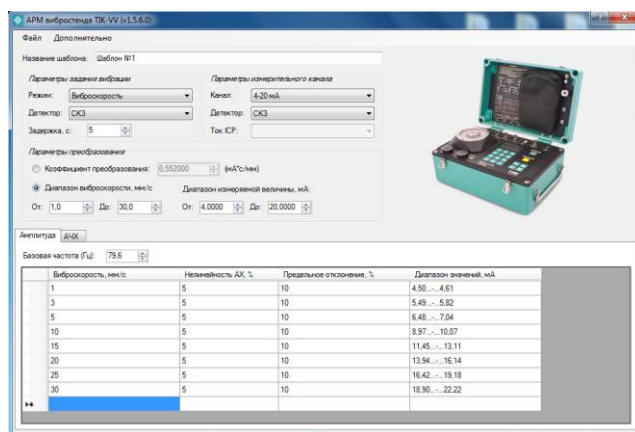 АРМ вибростенда TIK-VV (v1.5.6.0)
Файл Дополнительно
Название шаблона: Шаблон №1
Параметры задания вибрации Параметры измерительного канала
Режим: Виброскорость Канал: 4-20 мА
Детектор: СКЗ Детектор: СКЗ
Задержка, с: 5 Ток ICP:
Параметры преобразования
Коэффициент преобразования: 0,552000 (мА*с/мм)
Диапазон виброскорости, мм/с Диапазон измеряемой величины, мА:
От: 1,0 До: 30,0 От: 4,0000 До: 20,0000
Амплитуда АЧХ
Базовая частота (Гц): 79,6
Виброскорость, мм/с Нелинейность АХ, % Предельное отклонение, % Диапазон значений, мА
1 5 10 4,50...-...4,61
3 5 10 5,49...-...5,82
5 5 10 6,48...-...7,04
10 5 10 8,97...-...10,07
15 5 10 11,45...-...13,11
20 5 10 13,94...-...16,14
25 5 10 16,42...-...19,18
30 5 10 18,90...-...22,22